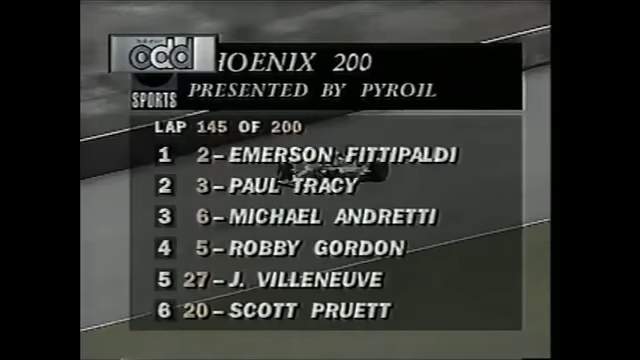 odd
PHOENIX 200
SPORTS
PRESENTED BY PYROIL
LAP 145 OF 200
1 2-EMERSON FITTIPALDI
2 3-PAUL TRACY
3 6-MICHAEL ANDRETTI
4 5-ROBBY GORDON
5 27-J. VILLENEUVE
6 20-SCOTT PRUETT